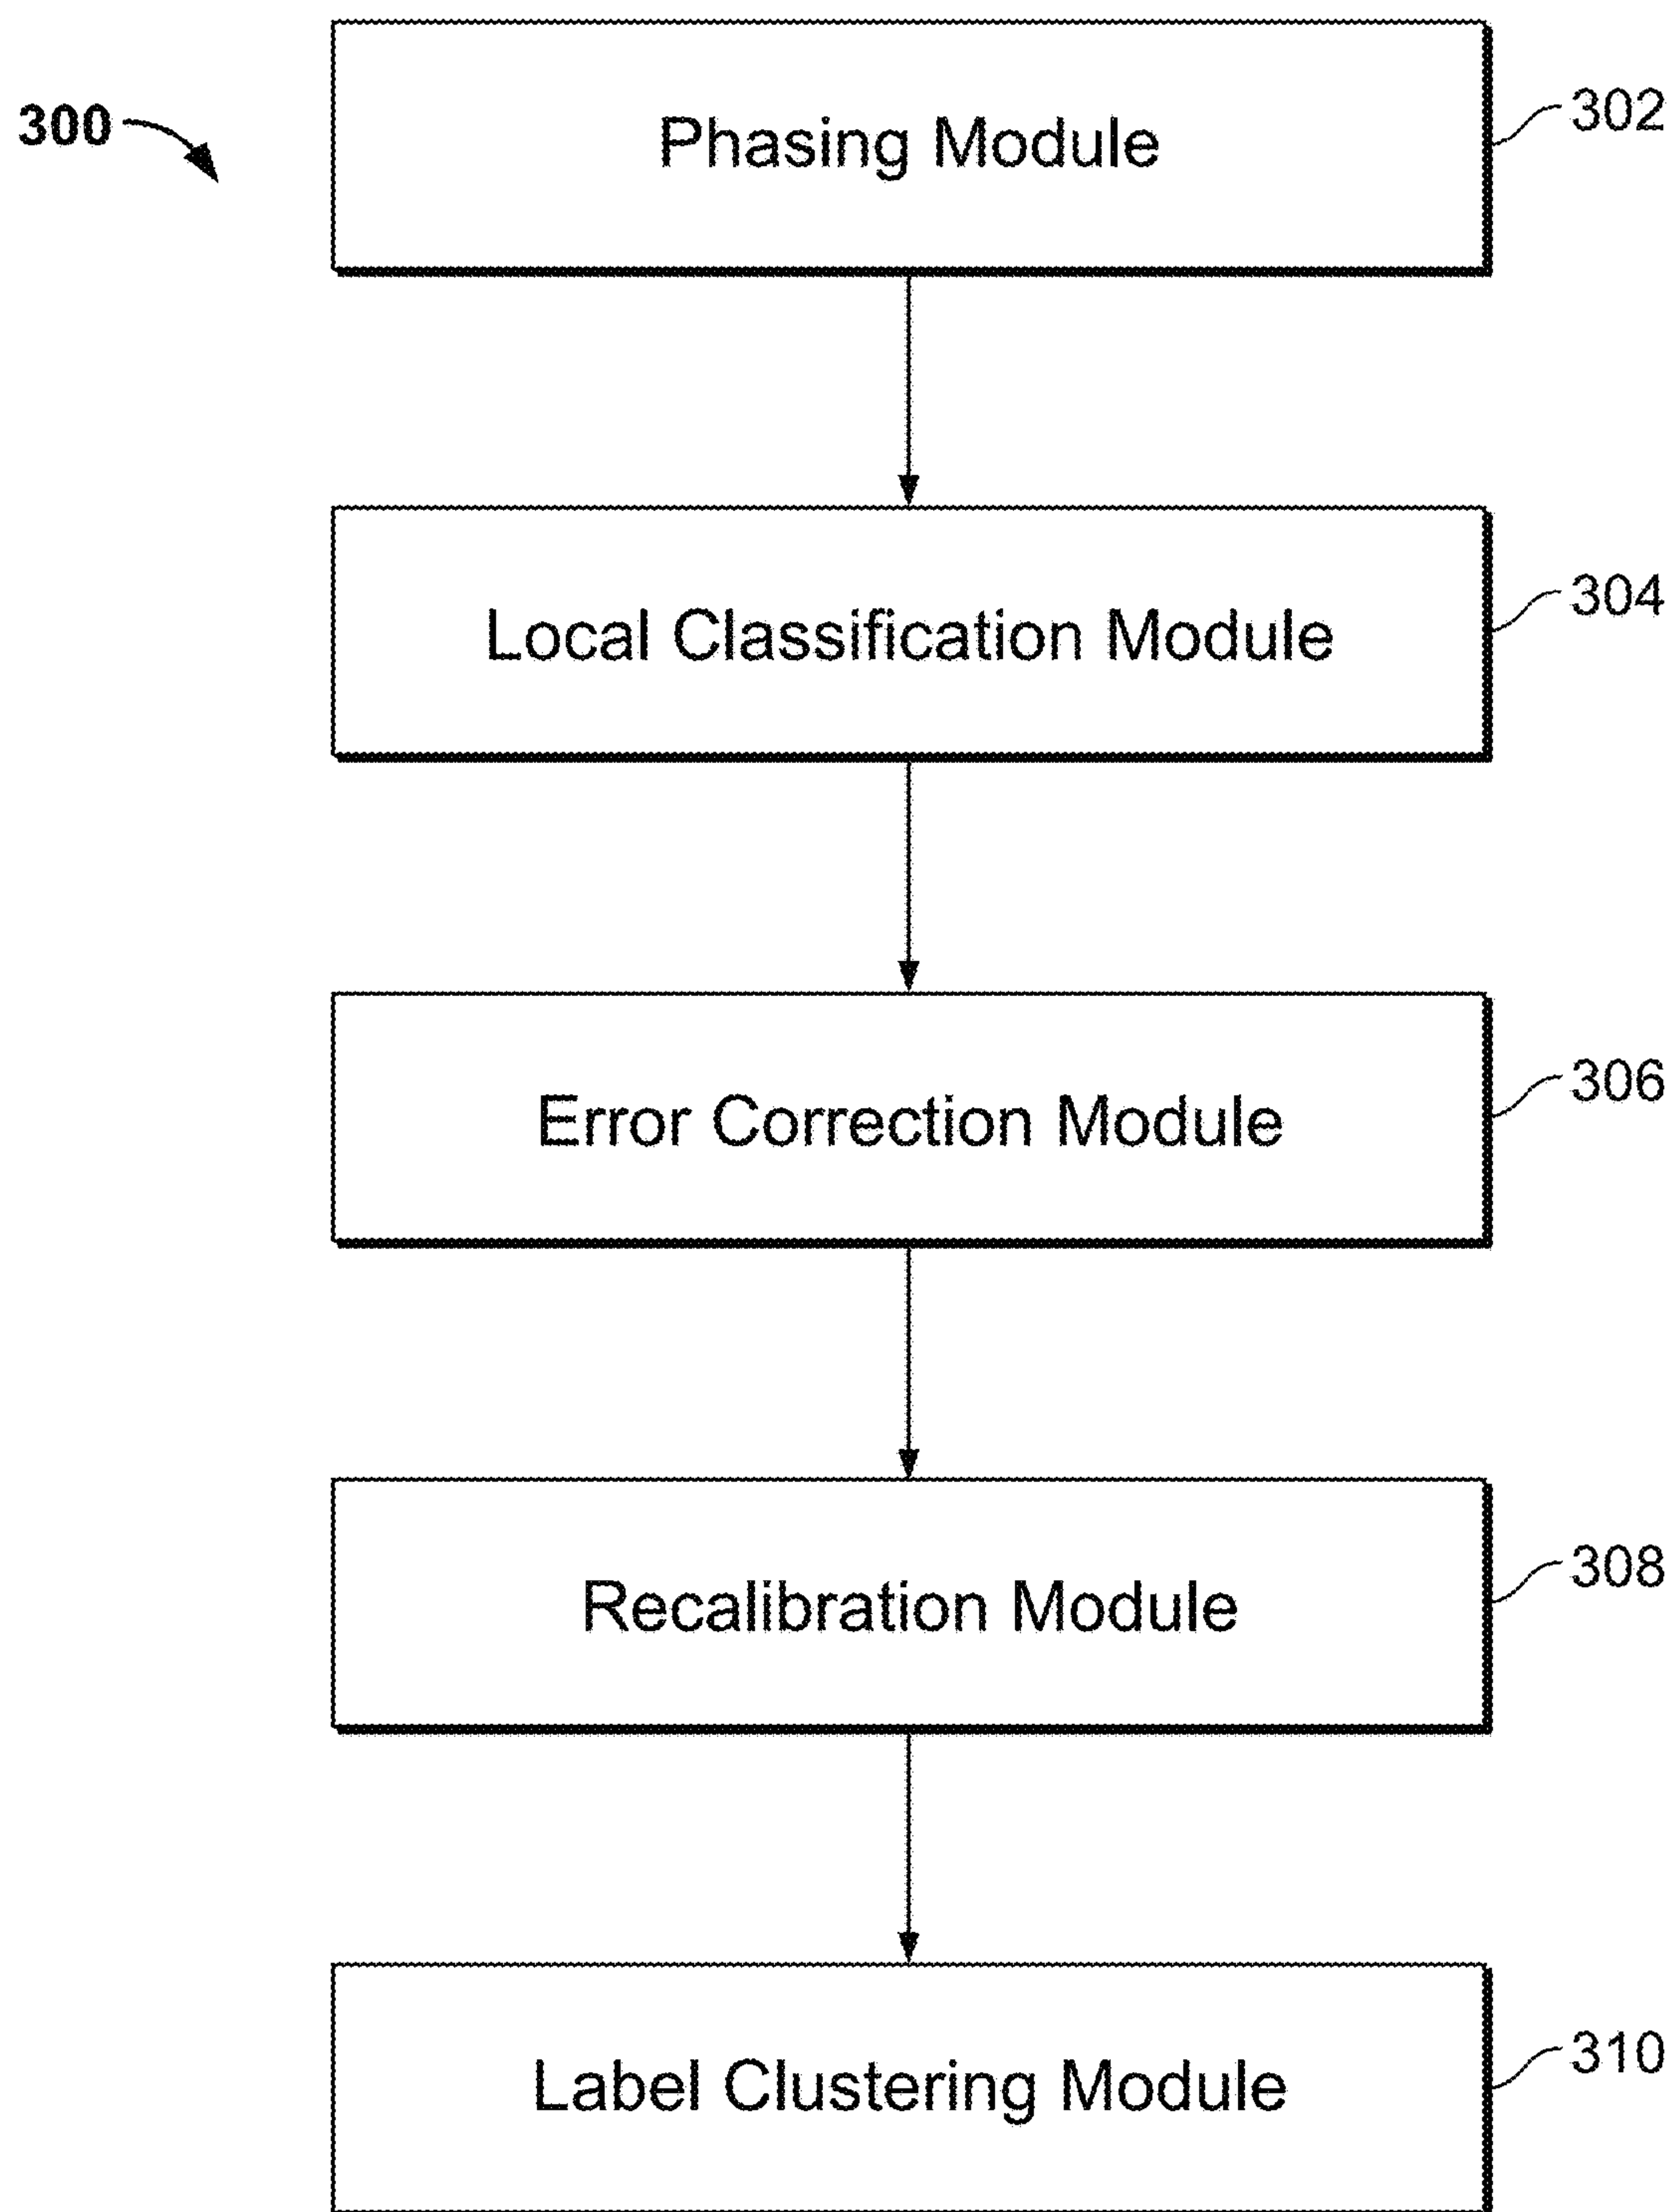 300
Phasing Module
302
Local Classification Module
304
Error Correction Module
306
Recalibration Module
308
Label Clustering Module
310